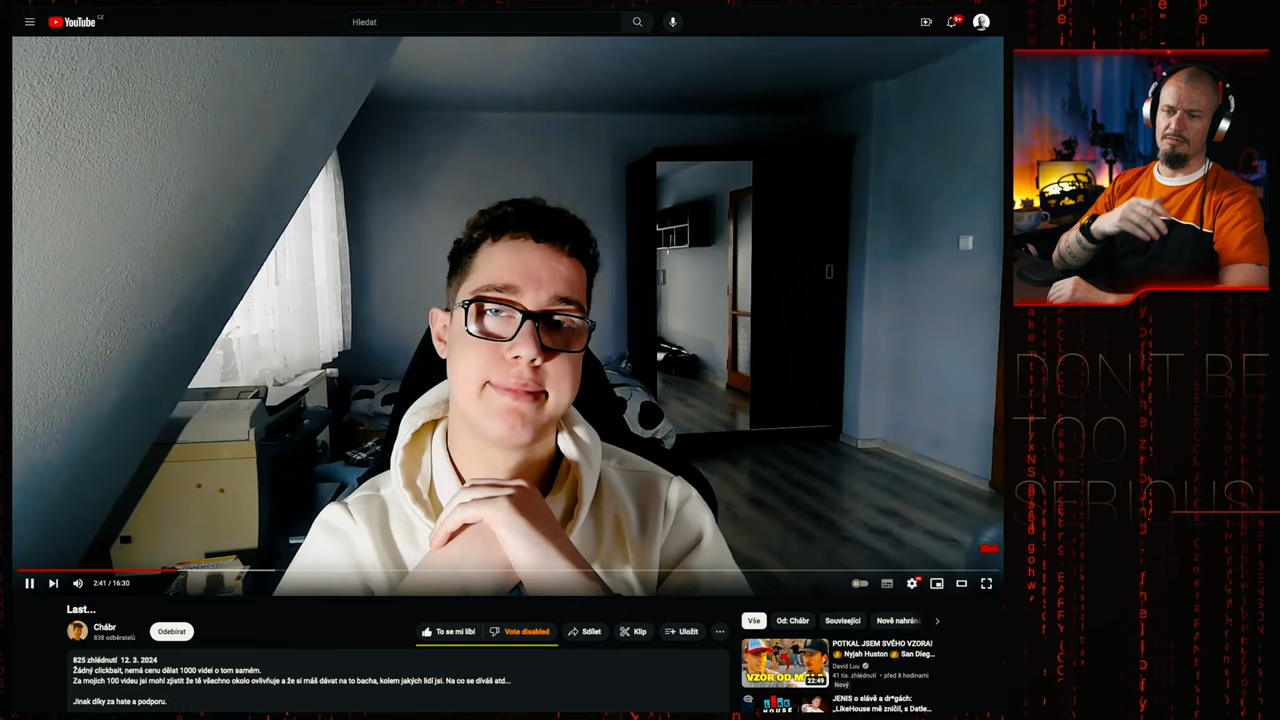 YouTube CZ
Hledat
9+
2:41 / 16:30
Last...
Chábr
838 odběratelů
Odebírat
To se mi líbí
Vote disabled
Sdílet
Klip
Uložit
825 zhlédnutí 12. 3. 2024
Žádný clickbait, nemá cenu dělat 1000 videí o tom samém.
Za mojich 100 videu jsi mohl zjistit že tě všechno okolo ovlivňuje a že si máš dávat na to bacha, kolem jakých lidí jsi. Na co se díváš atd...
Jinak díky za hate a podporu.
Vše
Od: Chábr
Související
Nově nahrán
POTKAL JSEM SVÉHO VZORA!
Nyjah Huston
San Dieg...
David Luu
41 tis. zhlédnutí • před 8 hodinami
Nový
VZOR OD
22:49
JENIS o slávě a dr*gách:
„LikeHouse mě zničil, s Datle...
LIKE
HOUSE
DON'T BE
TOO
SERIOUS